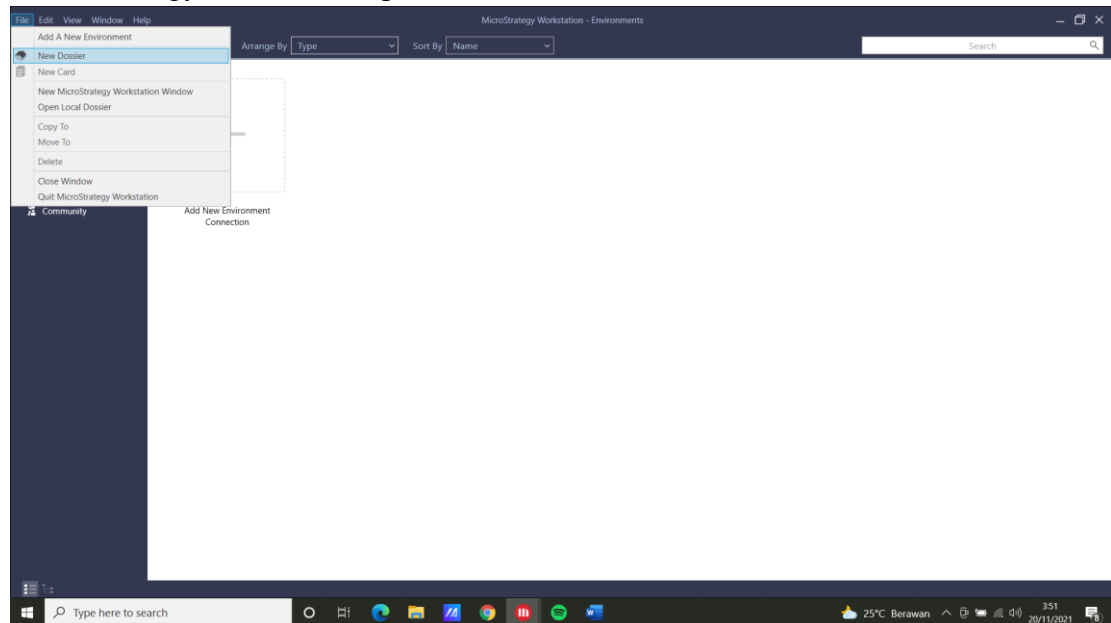 File Edit View Window Help
MicroStrategy Workstation - Environments
Add A New Environment
New Dossier
New Card
New MicroStrategy Workstation Window
Open Local Dossier
Copy To
Move To
Delete
Close Window
Quit MicroStrategy Workstation
Arrange By Type Sort By Name Search
Community
Add New Environment
Connection
Type here to search
25°C Berawan
3:51
20/11/2021